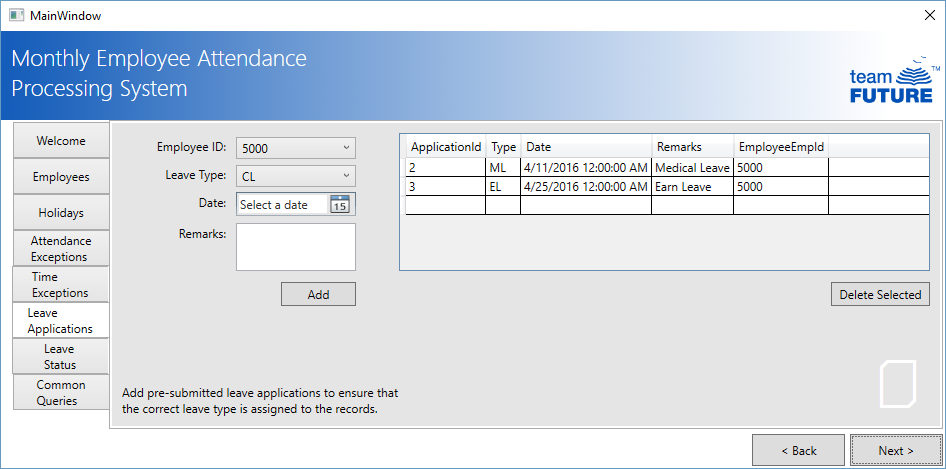 MainWindow
Monthly Employee Attendance
Processing System
team
FUTURE
TM
Welcome
Employees
Holidays
Attendance
Exceptions
Time
Exceptions
Leave
Applications
Leave
Status
Common
Queries
Employee ID: 5000
Leave Type: CL
Date: Select a date 15
Remarks:
Add
ApplicationId Type Date Remarks EmployeeEmpId
2 ML 4/11/2016 12:00:00 AM Medical Leave 5000
3 EL 4/25/2016 12:00:00 AM Earn Leave 5000
Delete Selected
Add pre-submitted leave applications to ensure that
the correct leave type is assigned to the records.
< Back
Next >